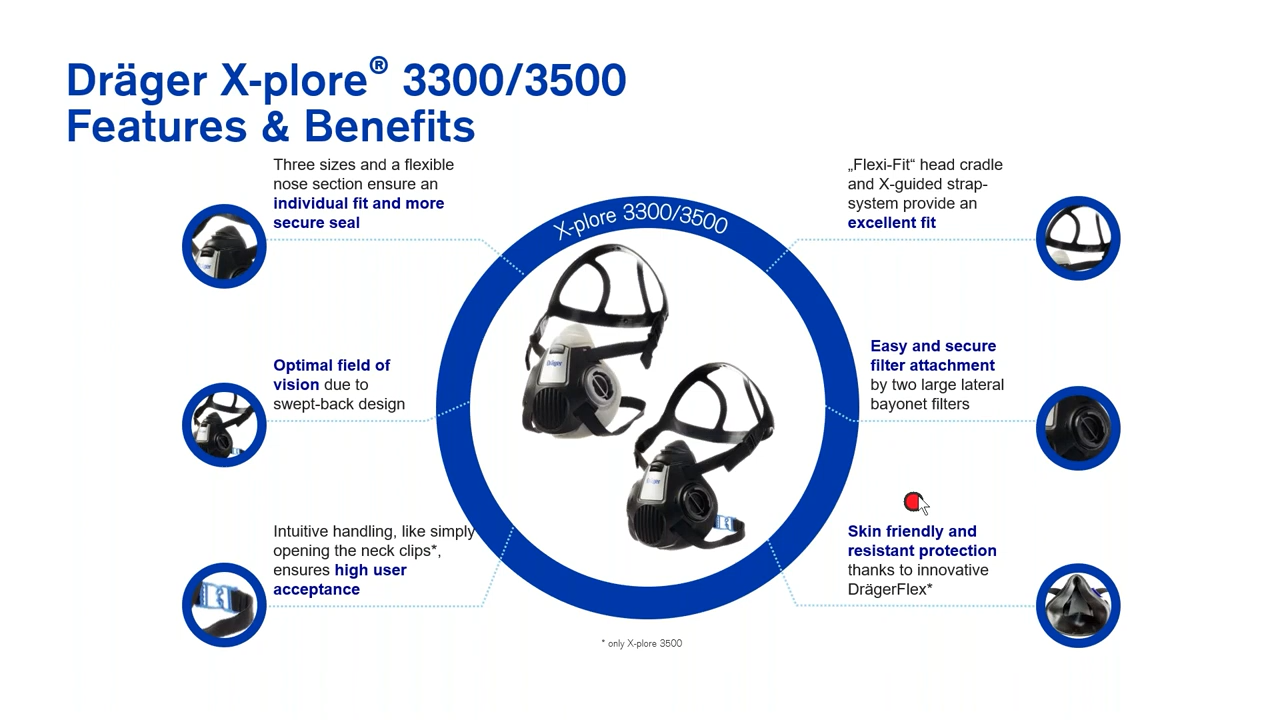 Dräger X-plore® 3300/3500
Features & Benefits
Three sizes and a flexible
nose section ensure an
individual fit and more
secure seal
Optimal field of
vision due to
swept-back design
Intuitive handling, like simply
opening the neck clips*,
ensures high user
acceptance
X-plore 3300/3500
Dräger
Dräger
„Flexi-Fit“ head cradle
and X-guided strap-
system provide an
excellent fit
Easy and secure
filter attachment
by two large lateral
bayonet filters
Skin friendly and
resistant protection
thanks to innovative
DrägerFlex*
* only X-plore 3500